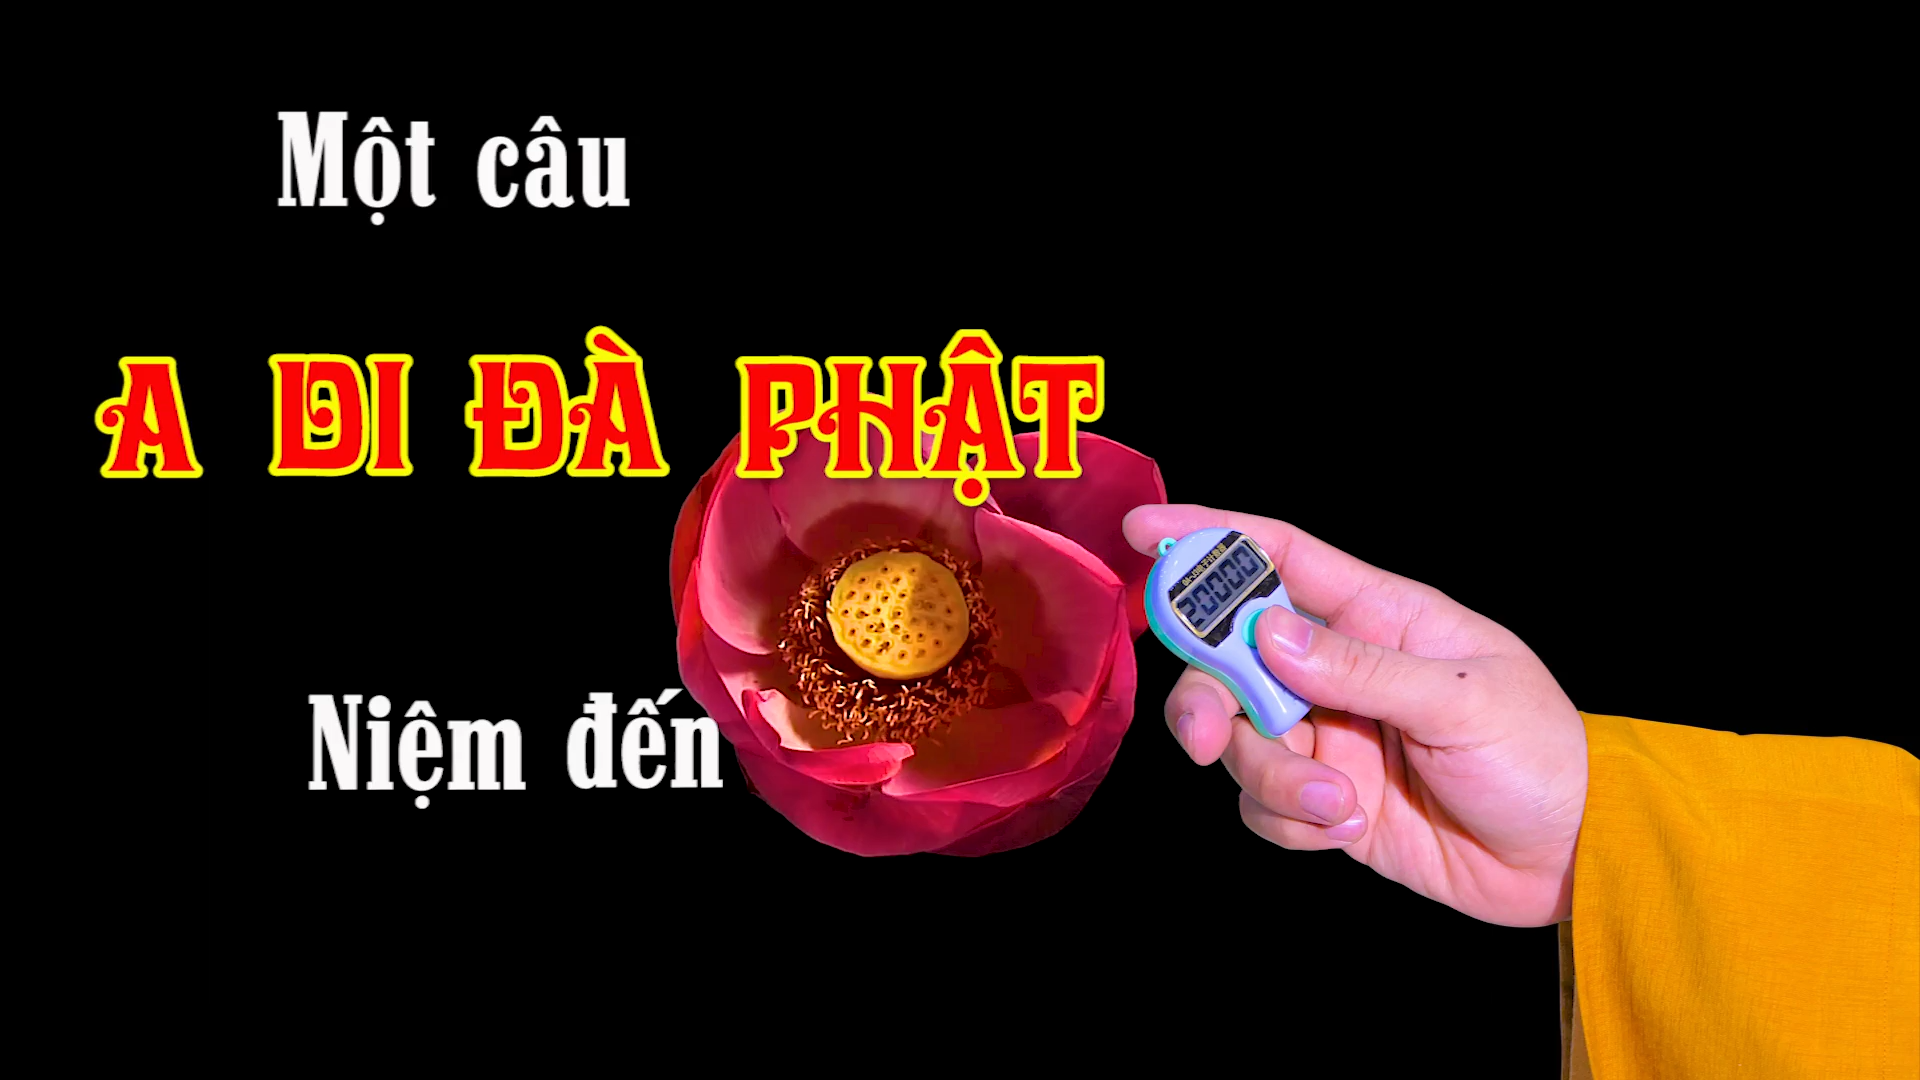 Một câu
A DI ĐÀ PHẬT
Niệm đến
20000